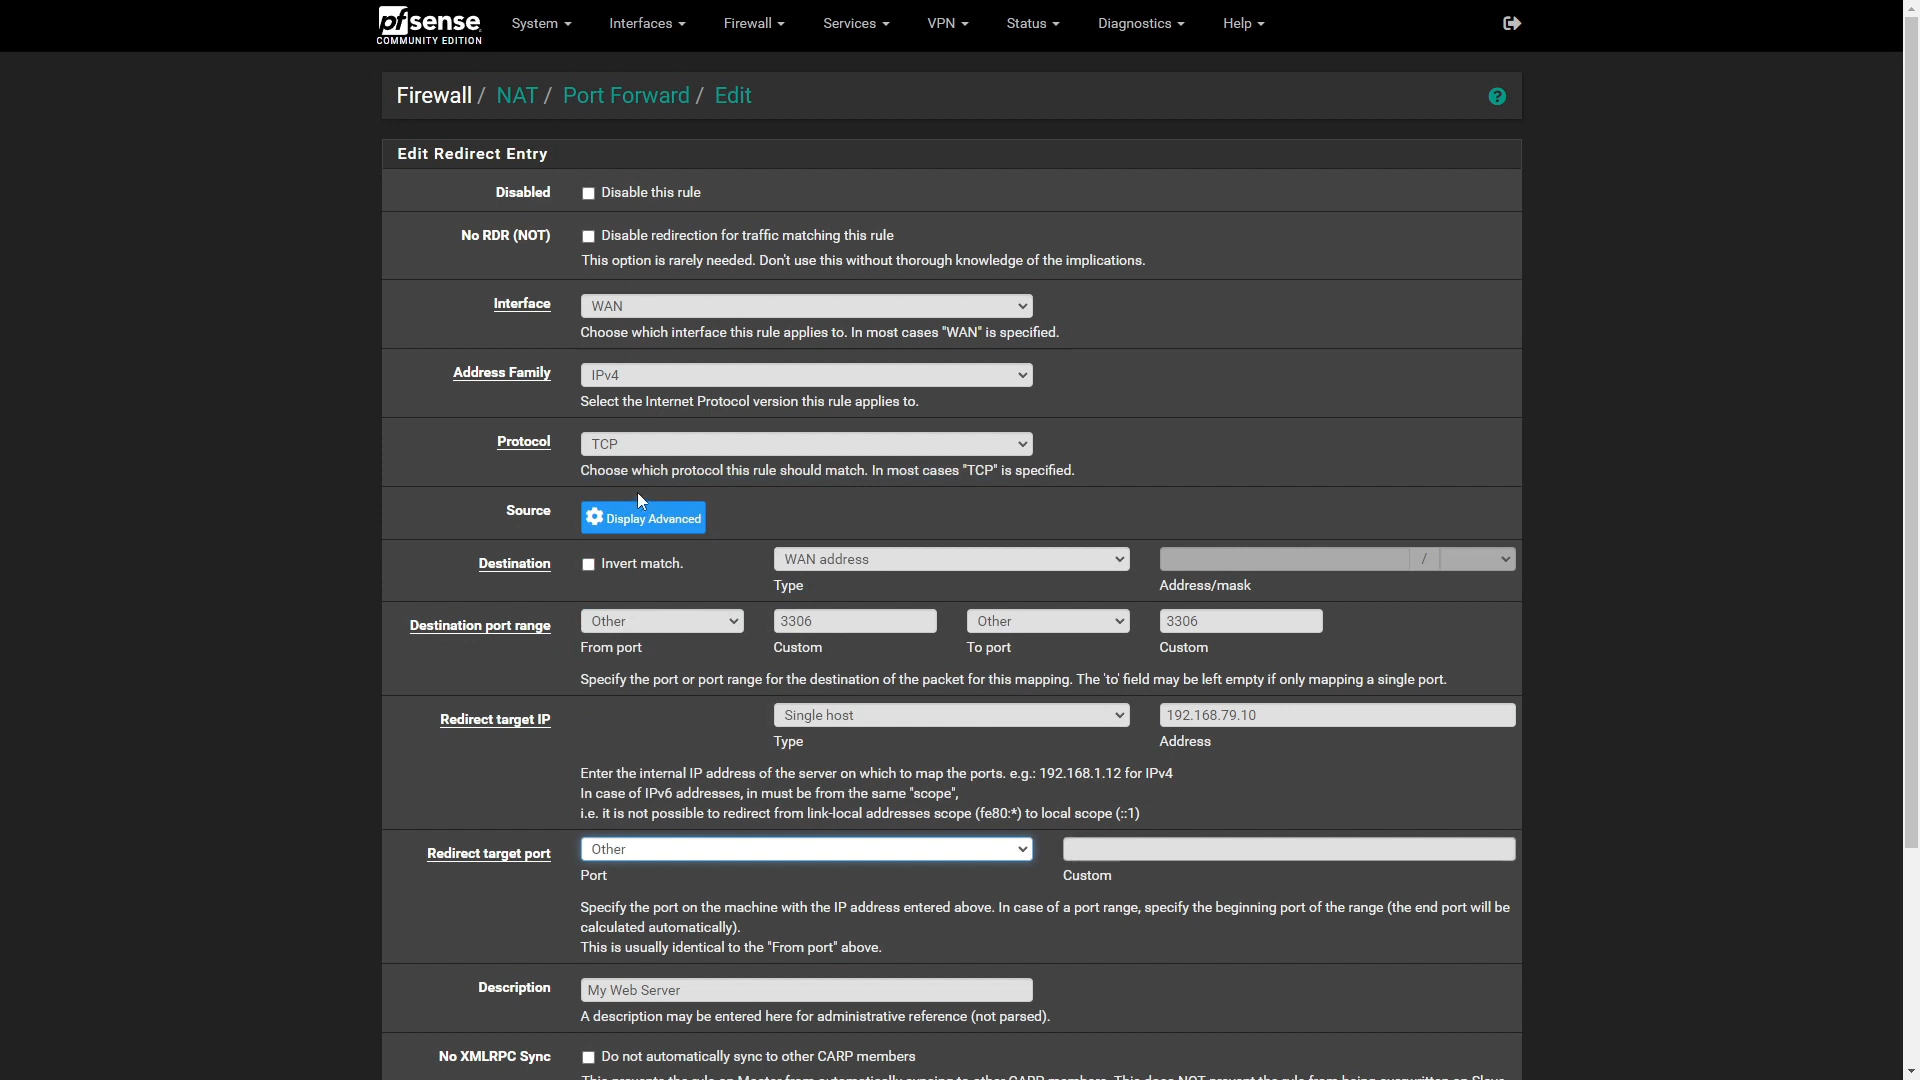 pfsense
COMMUNITY EDITION
System
Interfaces
Firewall
Services
VPN
Status
Diagnostics
Help
Firewall / NAT / Port Forward / Edit
?
Edit Redirect Entry
Disabled
Disable this rule
No RDR (NOT)
Disable redirection for traffic matching this rule
This option is rarely needed. Don't use this without thorough knowledge of the implications.
Interface
WAN
Choose which interface this rule applies to. In most cases "WAN" is specified.
Address Family
IPv4
Select the Internet Protocol version this rule applies to.
Protocol
TCP
Choose which protocol this rule should match. In most cases "TCP" is specified.
Source
Display Advanced
Destination
Invert match.
WAN address
/
Type
Address/mask
Destination port range
Other
3306
Other
3306
From port
Custom
To port
Custom
Specify the port or port range for the destination of the packet for this mapping. The 'to' field may be left empty if only mapping a single port.
Redirect target IP
Single host
192.168.79.10
Type
Address
Enter the internal IP address of the server on which to map the ports. e.g.: 192.168.1.12 for IPv4
In case of IPv6 addresses, in must be from the same "scope",
i.e. it is not possible to redirect from link-local addresses scope (fe80:*) to local scope (::1)
Redirect target port
Other
Port
Custom
Specify the port on the machine with the IP address entered above. In case of a port range, specify the beginning port of the range (the end port will be
calculated automatically).
This is usually identical to the "From port" above.
Description
My Web Server
A description may be entered here for administrative reference (not parsed).
No XMLRPC Sync
Do not automatically sync to other CARP members